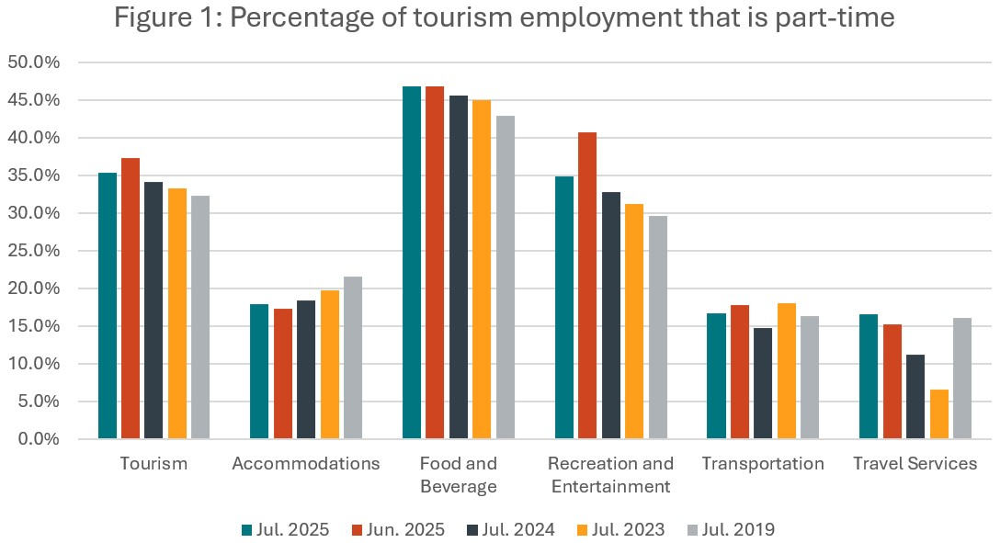 Figure 1: Percentage of tourism employment that is part-time
50.0%
45.0%
40.0%
35.0%
30.0%
25.0%
20.0%
15.0%
10.0%
5.0%
0.0%
Tourism
Accommodations
Food and
Beverage
Recreation and
Entertainment
Transportation
Travel Services
Jul. 2025
Jun. 2025
Jul. 2024
Jul. 2023
Jul. 2019